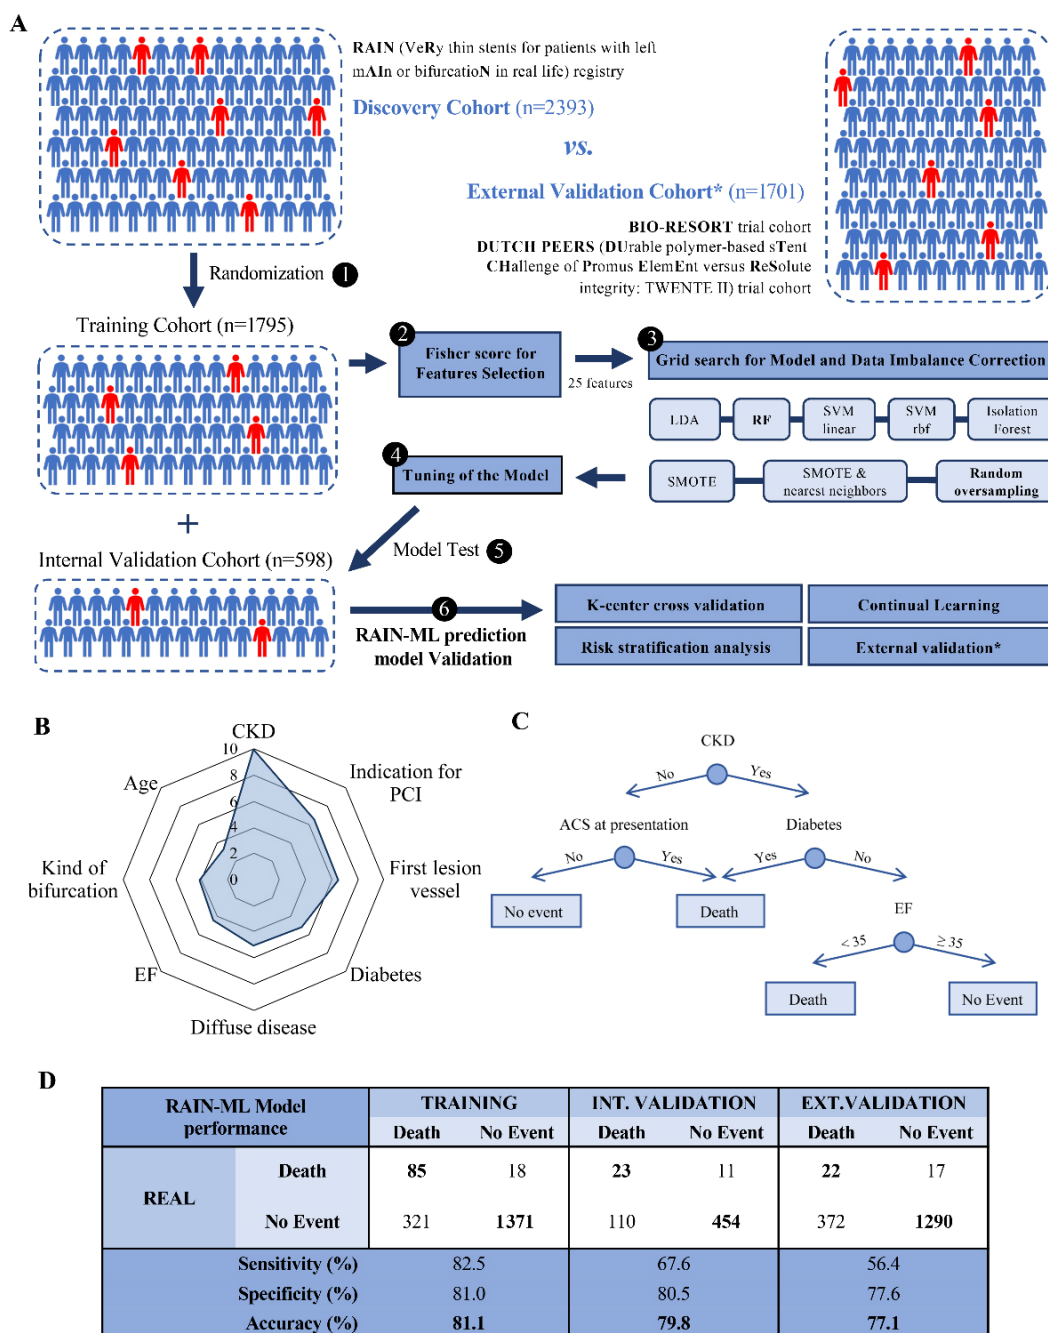 A
RAIN (VeRy thin stents for patients with left
mAIn or bifurcatioN in real life) registry
Discovery Cohort (n=2393)
vs.
External Validation Cohort* (n=1701)
BIO-RESORT trial cohort
DUTCH PEERS (DUrable polymer-based sTent
CHallenge of Promus ElemEnt versus ReSolute
integrity: TWENTE II) trial cohort
Randomization 1
Training Cohort (n=1795)
2
Fisher score for
Features Selection
25 features
3
Grid search for Model and Data Imbalance Correction
LDA
RF
SVM
linear
SVM
rbf
Isolation
Forest
4
Tuning of the Model
SMOTE
SMOTE &
nearest neighbors
Random
oversampling
+
Model Test 5
Internal Validation Cohort (n=598)
6
RAIN-ML prediction
model Validation
K-center cross validation
Continual Learning
Risk stratification analysis
External validation*
B
CKD
10
8
6
4
2
0
Indication for
PCI
First lesion
vessel
Diabetes
Diffuse disease
EF
Kind of
bifurcation
Age
C
CKD
No
Yes
ACS at presentation
Diabetes
No
Yes
Yes
No
No event
Death
EF
< 35
≥ 35
Death
No Event
D
RAIN-ML Model
performance
TRAINING INT. VALIDATION EXT.VALIDATION
Death No Event Death No Event Death No Event
REAL
Death 85 18 23 11 22 17
No Event 321 1371 110 454 372 1290
Sensitivity (%) 82.5 67.6 56.4
Specificity (%) 81.0 80.5 77.6
Accuracy (%) 81.1 79.8 77.1